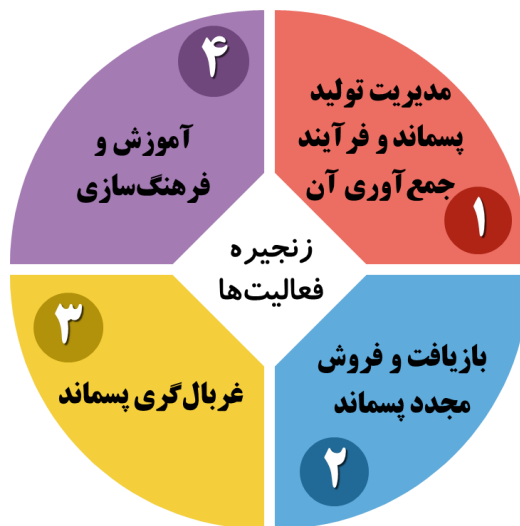 زنجیره
فعالیت‌ها
مدیریت تولید
پسماند و فرآیند
جمع‌آوری آن
۱
بازیافت و فروش
مجدد پسماند
۲
۳
غربال‌گری پسماند
۴
آموزش و
فرهنگ‌سازی